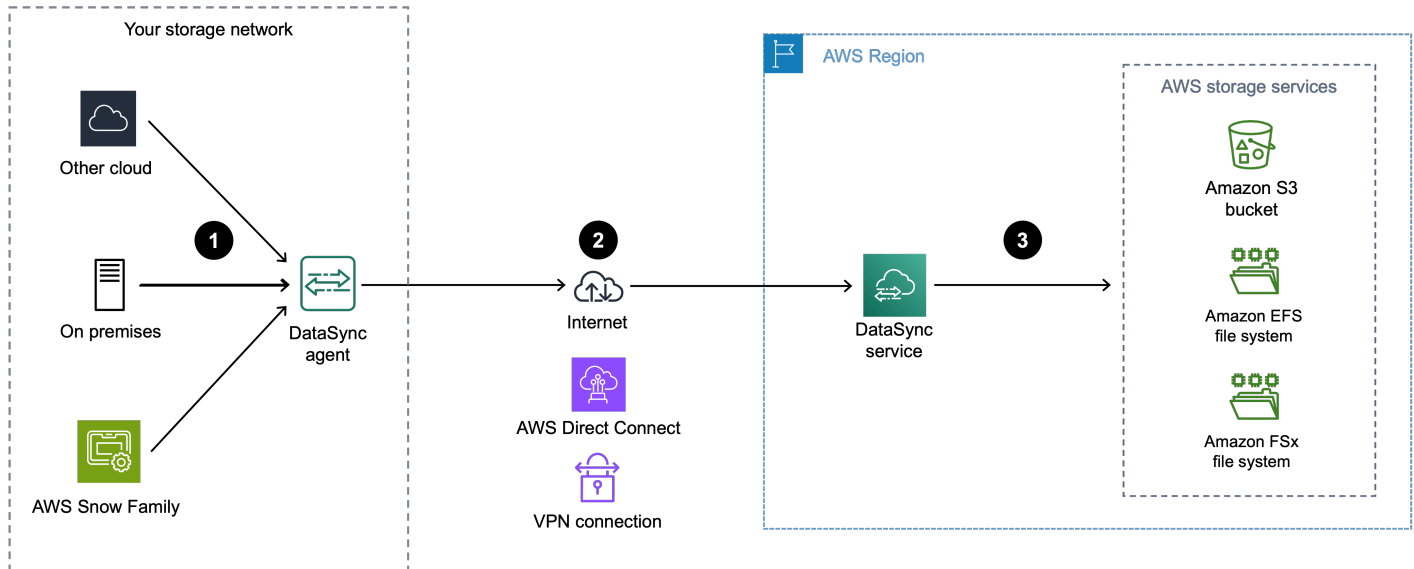 Your storage network
Other cloud
1
On premises
DataSync
agent
AWS Snow Family
2
Internet
AWS Direct Connect
VPN connection
AWS Region
DataSync
service
3
AWS storage services
Amazon S3
bucket
Amazon EFS
file system
Amazon FSx
file system